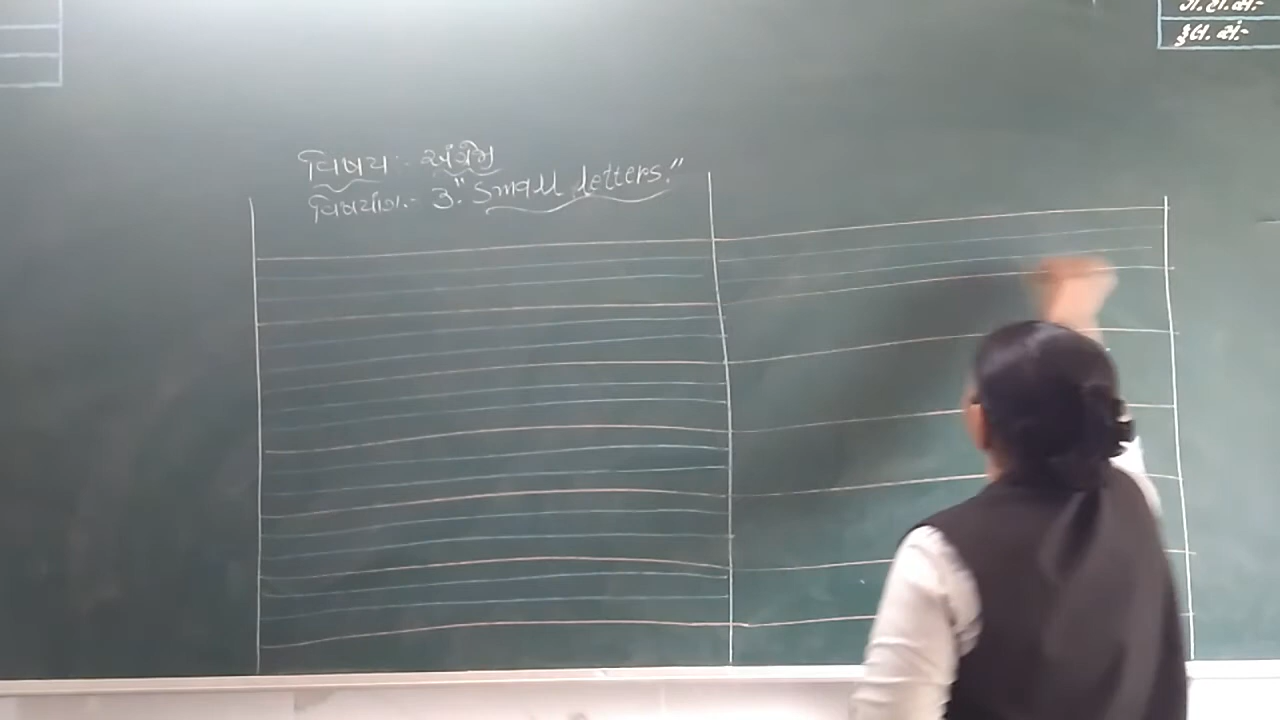 વિષય :- અંગ્રેજી
વિષયાંગ :- 3. "Small letters."
ગે.હા.સં:-
કુલ. સં:-